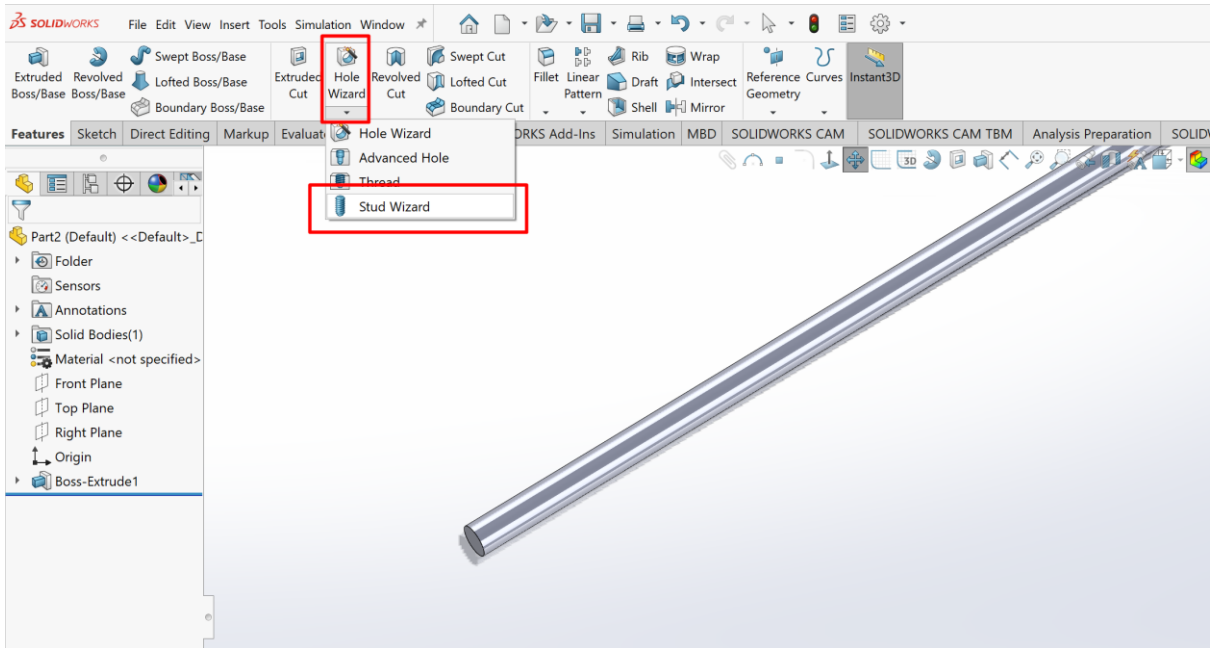 SOLIDWORKS File Edit View Insert Tools Simulation Window
Extruded Boss/Base
Revolved Boss/Base
Swept Boss/Base
Lofted Boss/Base
Boundary Boss/Base
Extruded Cut
Hole Wizard
Revolved Cut
Swept Cut
Lofted Cut
Boundary Cut
Fillet
Linear Pattern
Rib
Draft
Shell
Wrap
Intersect
Mirror
Reference Geometry
Curves
Instant3D
Features Sketch Direct Editing Markup Evaluat ORKS Add-Ins Simulation MBD SOLIDWORKS CAM SOLIDWORKS CAM TBM Analysis Preparation SOLIDW
Hole Wizard
Advanced Hole
Thread
Stud Wizard
3D
Part2 (Default) <<Default>_D
Folder
Sensors
Annotations
Solid Bodies(1)
Material <not specified>
Front Plane
Top Plane
Right Plane
Origin
Boss-Extrude1